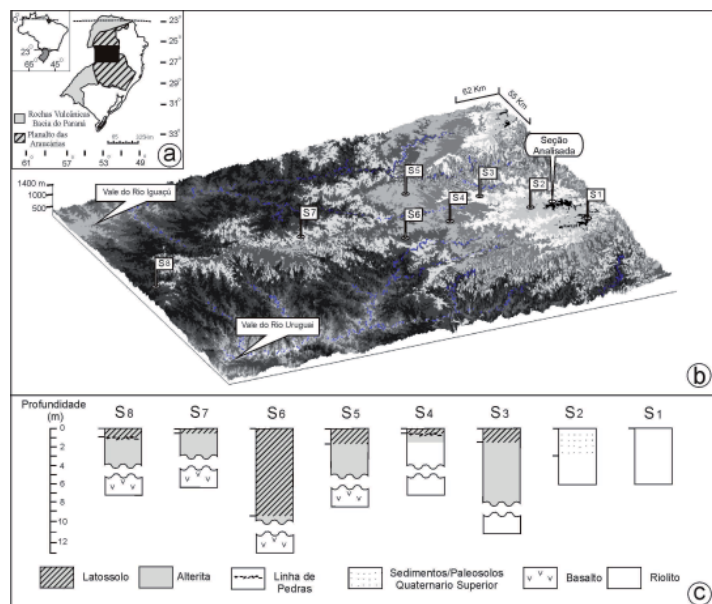 0°
23°
65° 45°
23°
25°
27°
29°
31°
33°
Rochas Vulcânicas
Bacia do Paraná
Planalto das
Araucárias
61 57 53 49
a
62 Km
55 Km
Seção
Analisada
1400 m
1000
500
Vale do Rio Iguaçú
S8
S7
S6
S5
S4
S3
S2
S1
Vale do Rio Uruguai
b
Profundidade
(m)
S8 S7 S6 S5 S4 S3 S2 S1
0
2
4
6
8
10
12
Latossolo
Alterita
Linha de
Pedras
Sedimentos/Paleosolos
Quaternario Superior
Basalto
Riolito
c